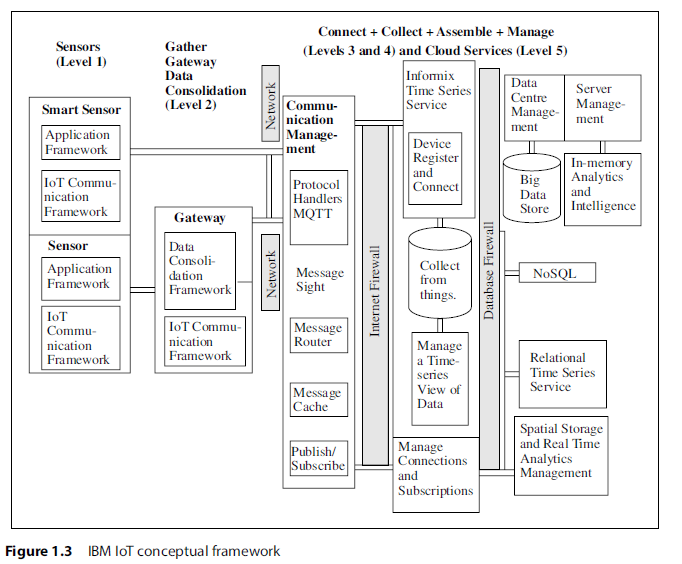 Sensors
(Level 1)
Gather
Gateway
Data
Consolidation
(Level 2)
Connect + Collect + Assemble + Manage
(Levels 3 and 4) and Cloud Services (Level 5)
Smart Sensor
Application
Framework
IoT Commu-
nication
Framework
Sensor
Application
Framework
IoT
Commu-
nication
Framework
Gateway
Data
Consoli-
dation
Framework
IoT Commu-
nication
Framework
Network
Network
Commu-
nication
Manage-
ment
Protocol
Handlers
MQTT
Message
Sight
Message
Router
Message
Cache
Publish/
Subscribe
Internet Firewall
Informix
Time Series
Service
Device
Register
and
Connect
Collect
from
things.
Manage
a Time-
series
View of
Data
Manage
Connections
and
Subscriptions
Database Firewall
Data
Centre
Manage-
ment
Server
Manage-
ment
Big
Data
Store
In-memory
Analytics
and
Intelligence
NoSQL
Relational
Time Series
Service
Spatial Storage
and Real Time
Analytics
Management
Figure 1.3 IBM IoT conceptual framework